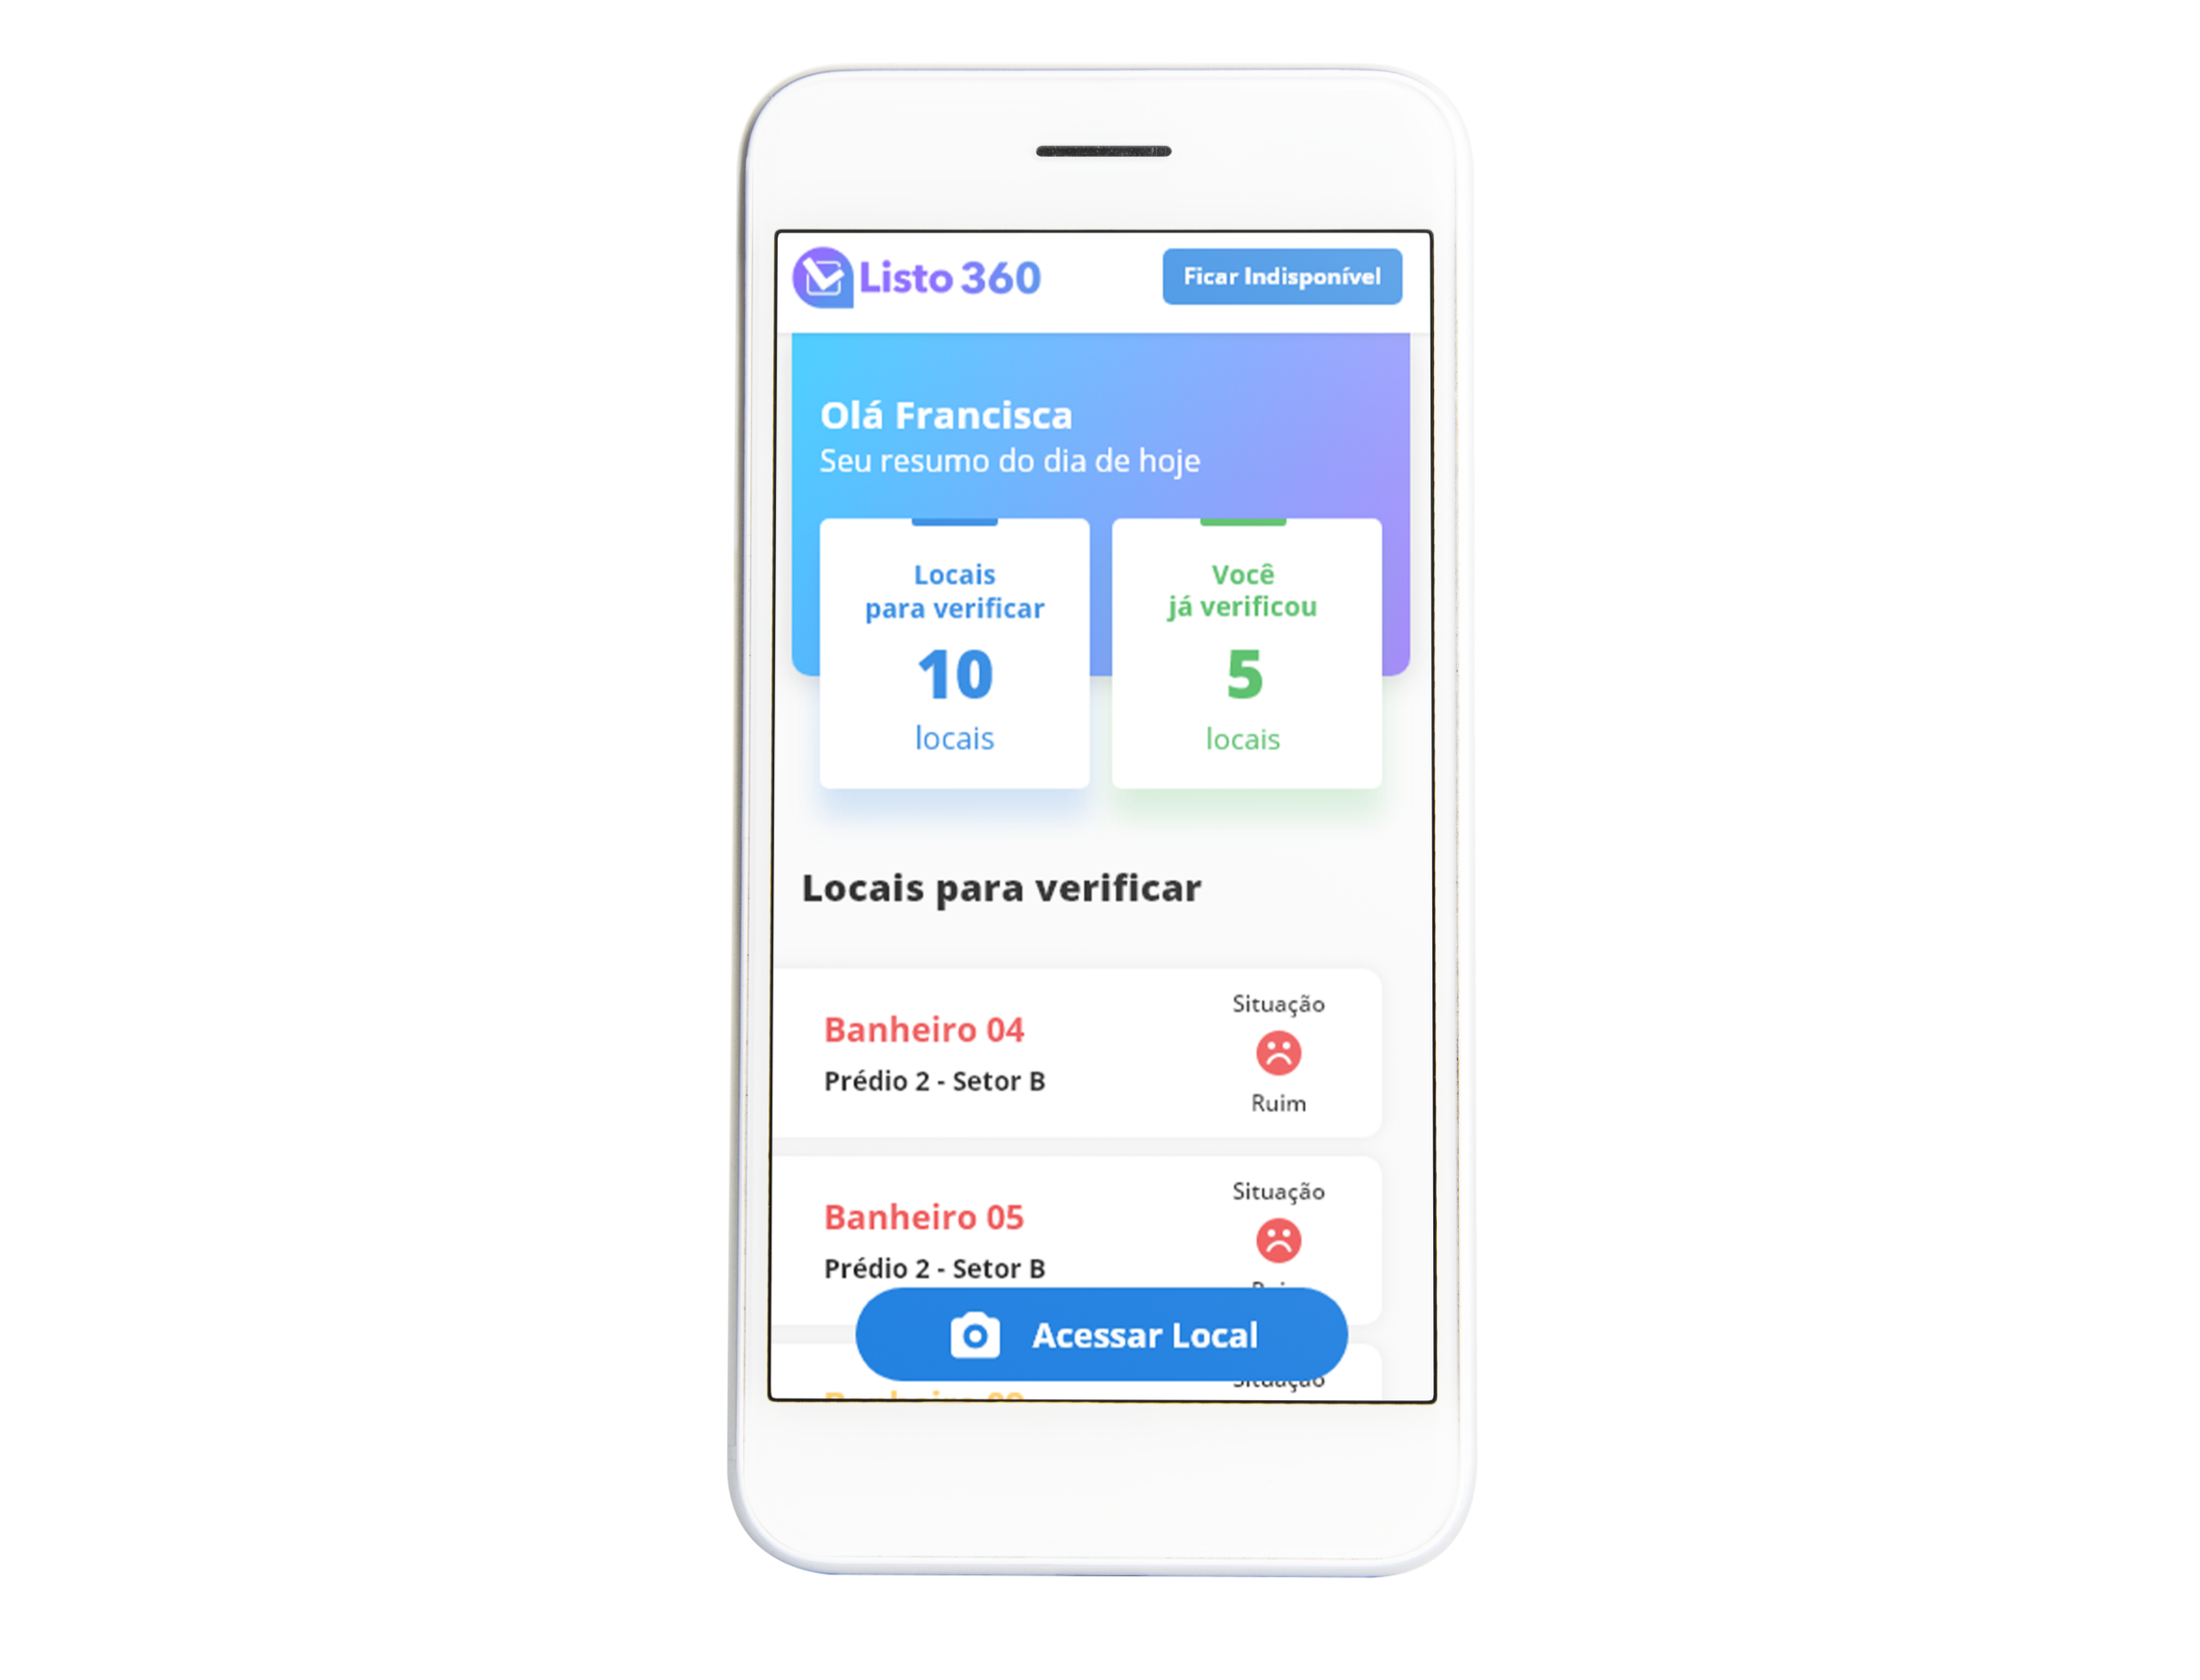 Listo 360
Ficar Indisponível
Olá Francisca
Seu resumo do dia de hoje
Locais
para verificar
10
locais
Você
já verificou
5
locais
Locais para verificar
Banheiro 04
Prédio 2 - Setor B
Situação
Ruim
Banheiro 05
Prédio 2 - Setor B
Situação
Acessar Local
Situação